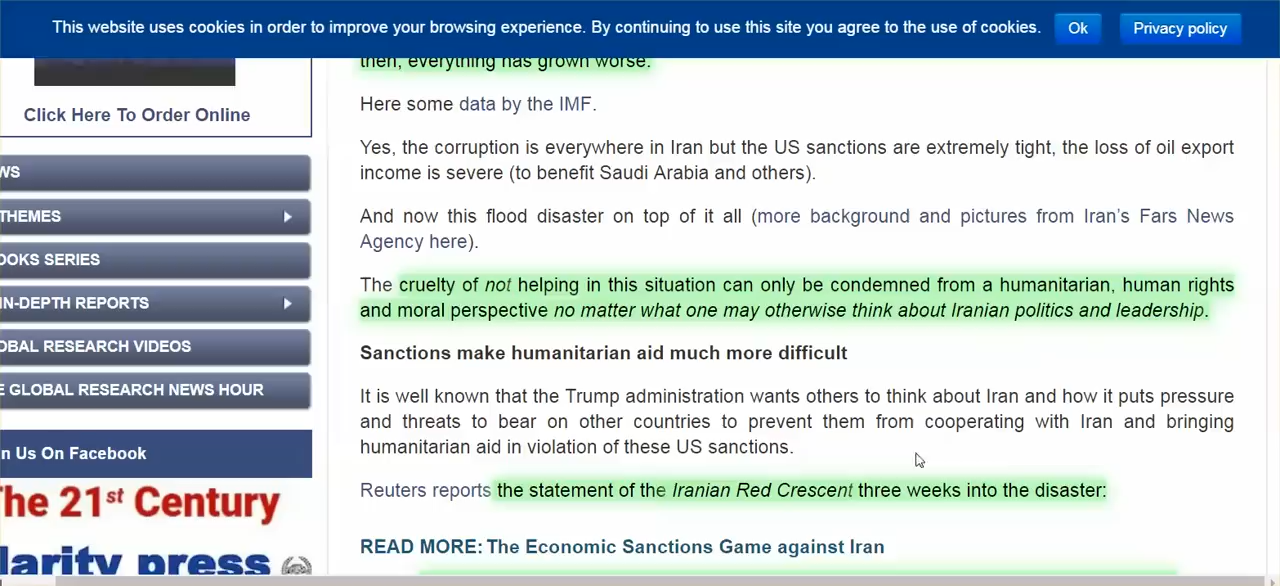 This website uses cookies in order to improve your browsing experience. By continuing to use this site you agree to the use of cookies.
Ok
Privacy policy
Click Here To Order Online
WS
THEMES
OOKS SERIES
IN-DEPTH REPORTS
OBAL RESEARCH VIDEOS
E GLOBAL RESEARCH NEWS HOUR
n Us On Facebook
The 21st Century
larity press
then, everything has grown worse.
Here some data by the IMF.
Yes, the corruption is everywhere in Iran but the US sanctions are extremely tight, the loss of oil export
income is severe (to benefit Saudi Arabia and others).
And now this flood disaster on top of it all (more background and pictures from Iran's Fars News
Agency here).
The cruelty of not helping in this situation can only be condemned from a humanitarian, human rights
and moral perspective no matter what one may otherwise think about Iranian politics and leadership.
Sanctions make humanitarian aid much more difficult
It is well known that the Trump administration wants others to think about Iran and how it puts pressure
and threats to bear on other countries to prevent them from cooperating with Iran and bringing
humanitarian aid in violation of these US sanctions.
Reuters reports the statement of the Iranian Red Crescent three weeks into the disaster:
READ MORE: The Economic Sanctions Game against Iran